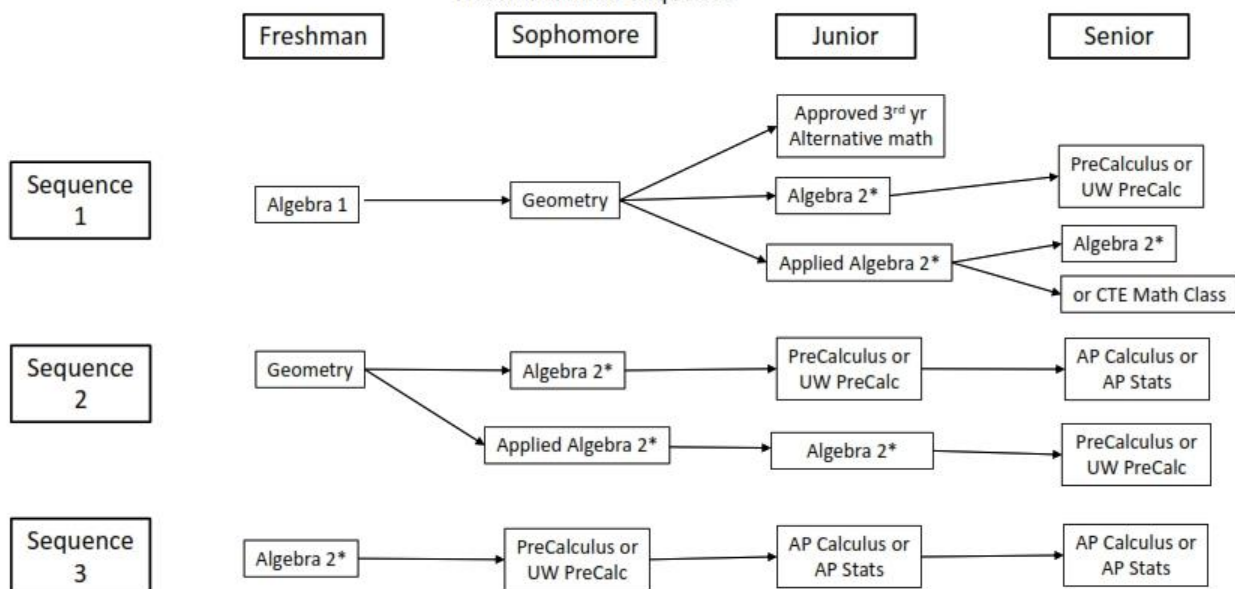 Freshman
Sophomore
Junior
Senior
Sequence
1
Algebra 1
Geometry
Approved 3rd yr
Alternative math
Algebra 2*
Applied Algebra 2*
PreCalculus or
UW PreCalc
Algebra 2*
or CTE Math Class
Sequence
2
Geometry
Algebra 2*
PreCalculus or
UW PreCalc
AP Calculus or
AP Stats
Applied Algebra 2*
Algebra 2*
PreCalculus or
UW PreCalc
Sequence
3
Algebra 2*
PreCalculus or
UW PreCalc
AP Calculus or
AP Stats
AP Calculus or
AP Stats